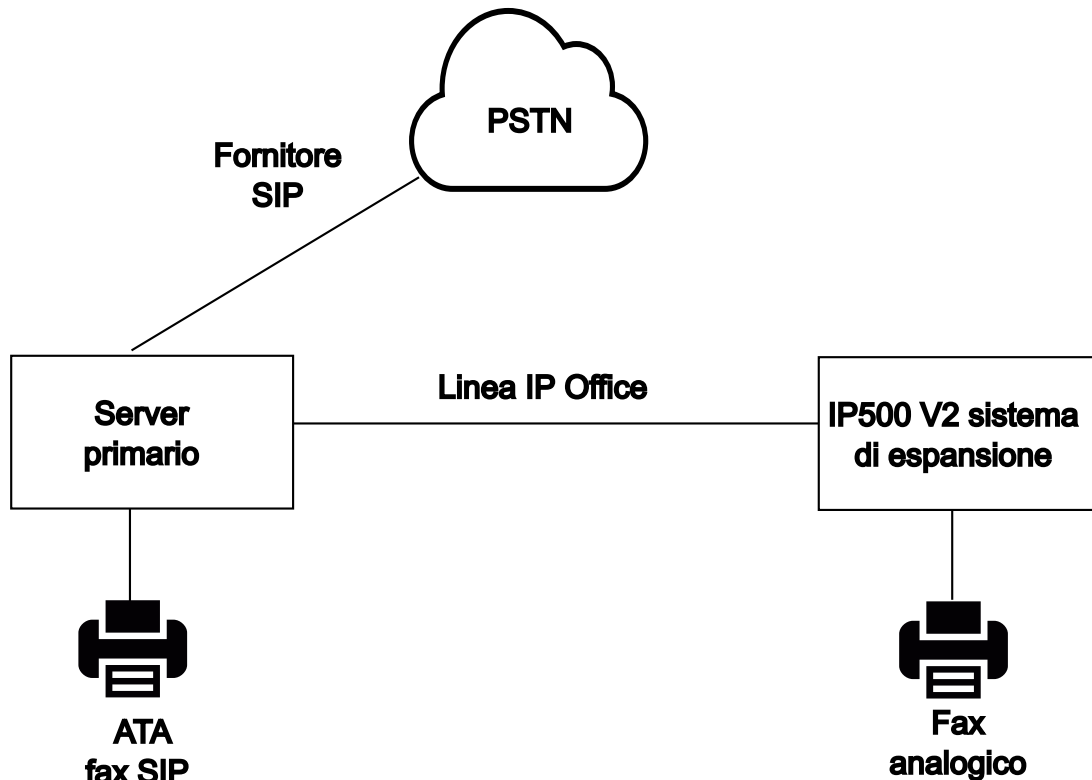 PSTN
Fornitore
SIP
Linea IP Office
Server
primario
IP500 V2 sistema
di espansione
ATA
fax SIP
Fax
analogico